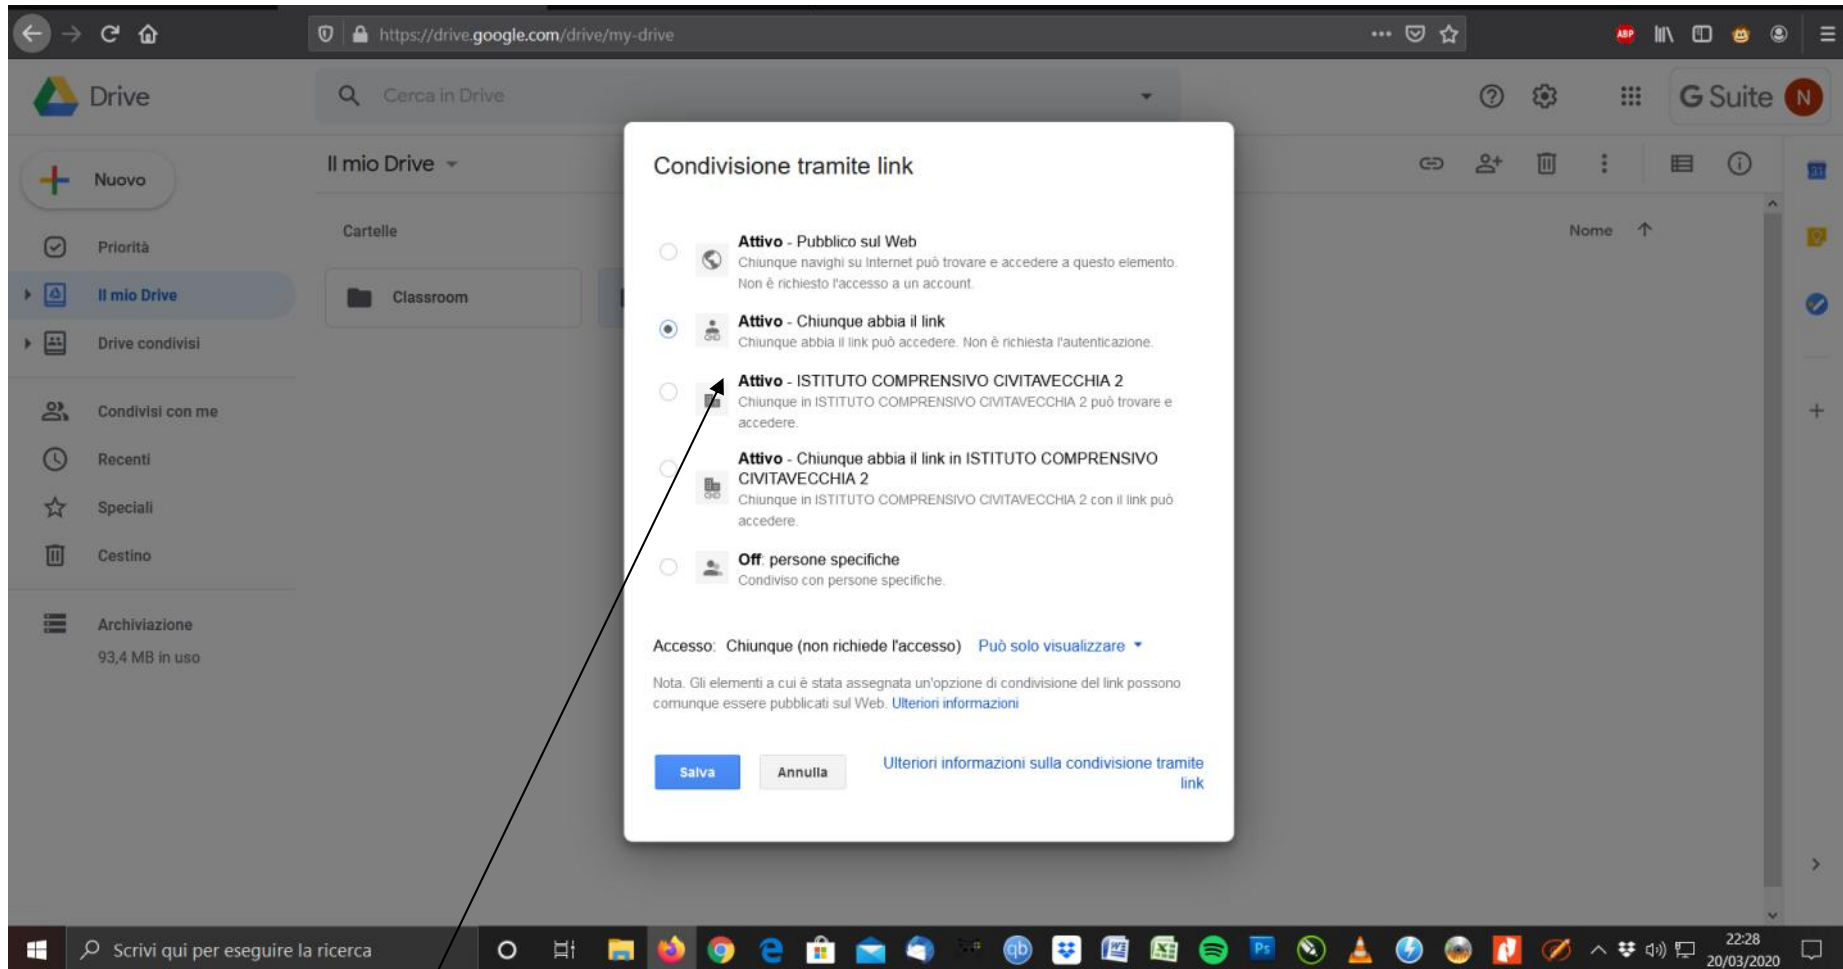 https://drive.google.com/drive/my-drive
ABP
Drive
Cerca in Drive
G Suite
N
Nuovo
Il mio Drive
Priorità
Il mio Drive
Drive condivisi
Condivisi con me
Recenti
Speciali
Cestino
Archiviazione
93,4 MB in uso
Cartelle
Classroom
Nome
31
Condivisione tramite link
Attivo - Pubblico sul Web
Chiunque navighi su Internet può trovare e accedere a questo elemento.
Non è richiesto l'accesso a un account.
Attivo - Chiunque abbia il link
Chiunque abbia il link può accedere. Non è richiesta l'autenticazione.
Attivo - ISTITUTO COMPRENSIVO CIVITAVECCHIA 2
Chiunque in ISTITUTO COMPRENSIVO CIVITAVECCHIA 2 può trovare e
accedere.
Attivo - Chiunque abbia il link in ISTITUTO COMPRENSIVO
CIVITAVECCHIA 2
Chiunque in ISTITUTO COMPRENSIVO CIVITAVECCHIA 2 con il link può
accedere.
Off: persone specifiche
Condiviso con persone specifiche.
Accesso: Chiunque (non richiede l'accesso) Può solo visualizzare
Nota. Gli elementi a cui è stata assegnata un'opzione di condivisione del link possono
comunque essere pubblicati sul Web. Ulteriori informazioni
Salva
Annulla
Ulteriori informazioni sulla condivisione tramite
link
Scrivi qui per eseguire la ricerca
qb
Ps
22:28
20/03/2020